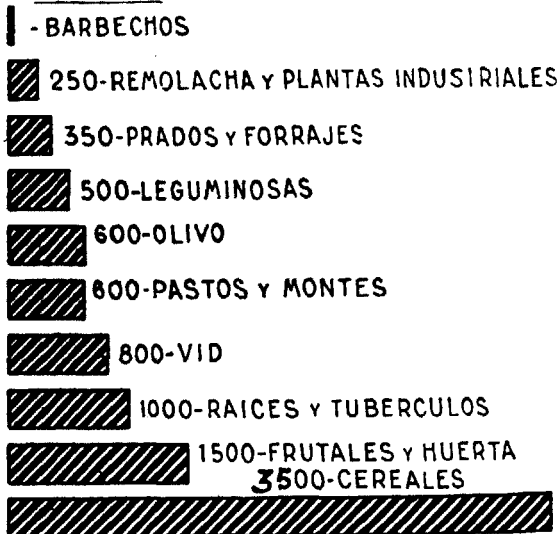 - BARBECHOS
250-REMOLACHA Y PLANTAS INDUSIRIALES
350-PRADOS Y FORRAJES
500-LEGUMINOSAS
600-OLIVO
600-PASTOS Y MONTES
800-VID
1000-RAICES Y TUBERCULOS
1500-FRUTALES Y HUERTA
3500-CEREALES